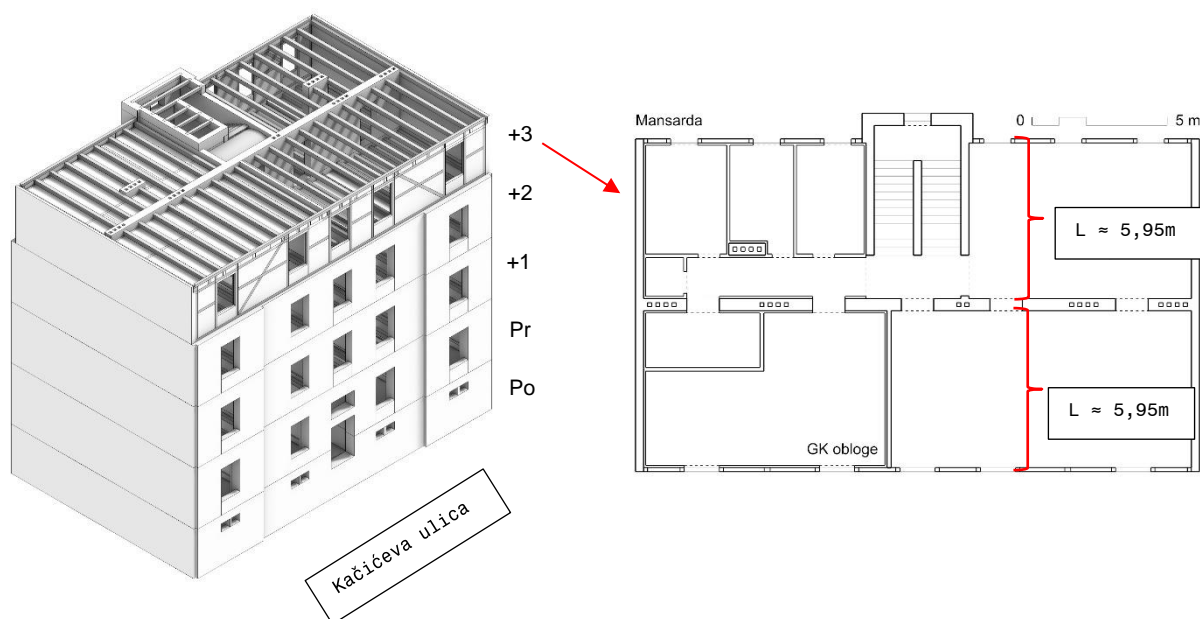 +3
+2
+1
Pr
Po
Kačićeva ulica
Mansarda
0 5 m
L ≈ 5,95m
L ≈ 5,95m
GK obloge